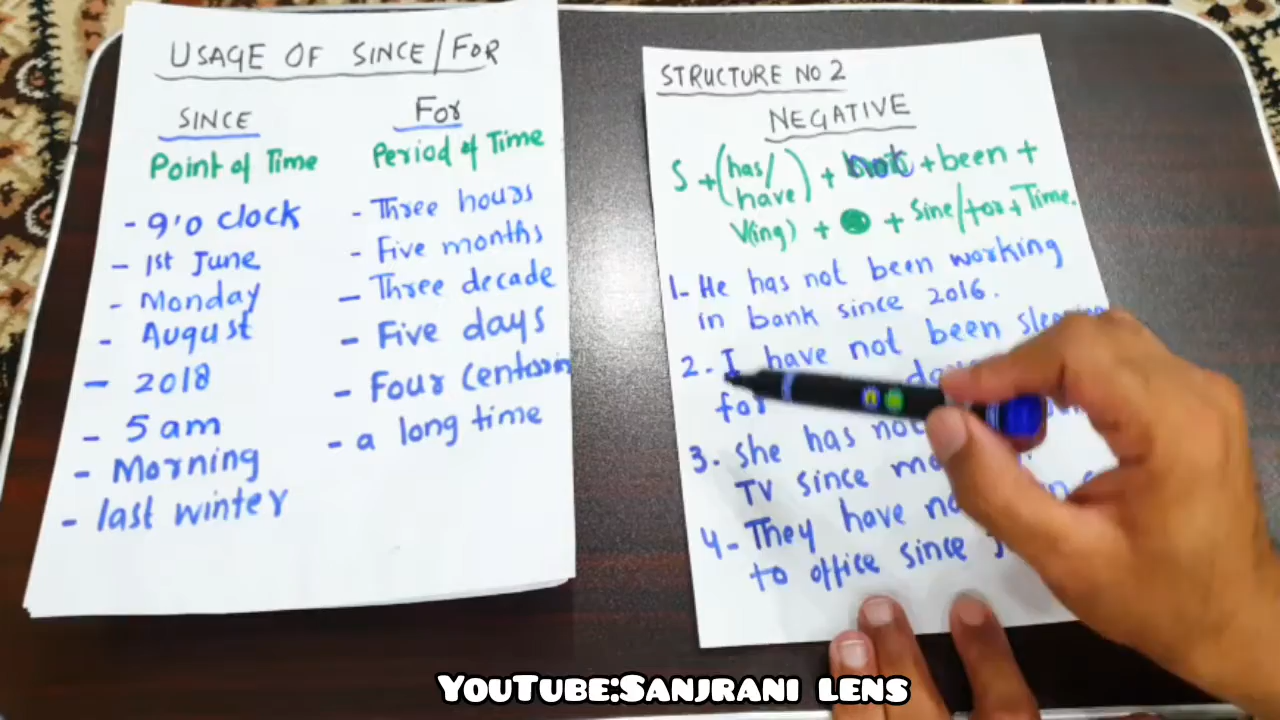 USAGE OF SINCE/FOR
SINCE
Point of Time
- 9'o clock
- 1st June
- Monday
- August
- 2018
- 5 am
- Morning
- last winter
For
Period of Time
- Three hours
- Five months
- Three decade
- Five days
- Four
- a long time
STRUCTURE NO 2
NEGATIVE
S + (has/have) + not + been +
V(ing) + + Sine/for + Time.
1- He has not been working
in bank since 2016.
2. I have not been
for
3. She has not
TV since
4- They have
to office since
YOUTUBE:SANJRANI LENS